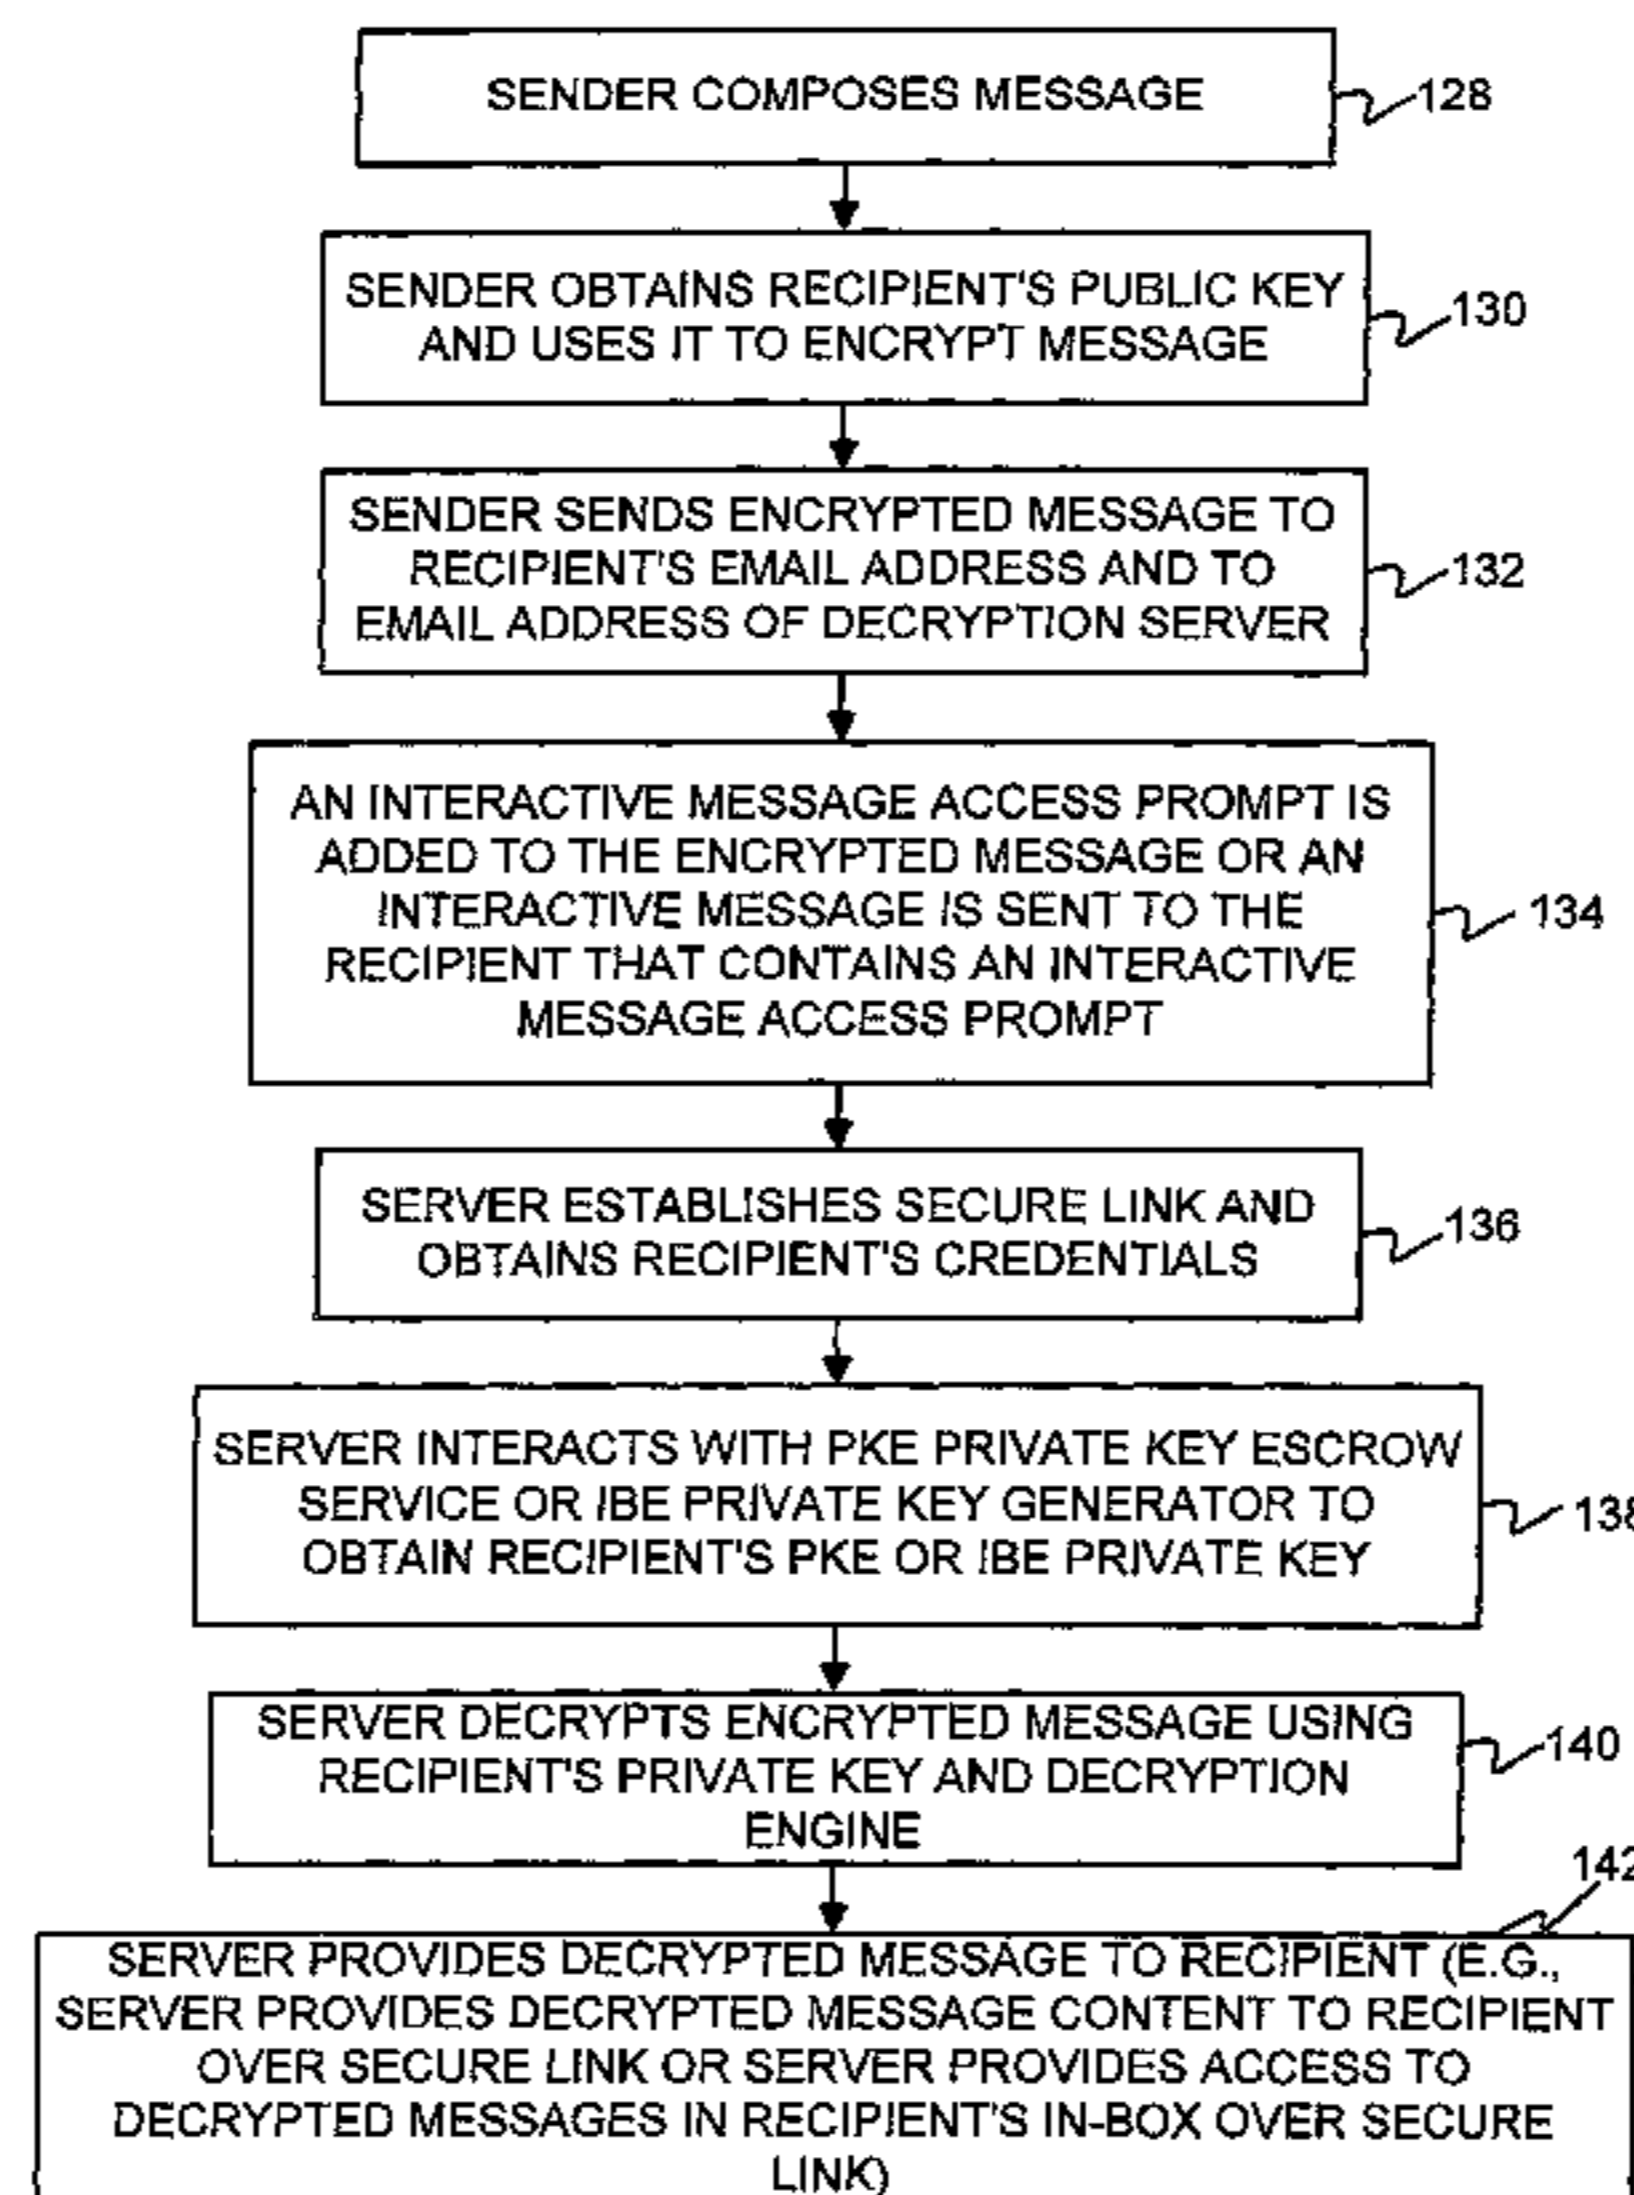 SENDER COMPOSES MESSAGE
128
SENDER OBTAINS RECIPIENT'S PUBLIC KEY
AND USES IT TO ENCRYPT MESSAGE
130
SENDER SENDS ENCRYPTED MESSAGE TO
RECIPIENT'S EMAIL ADDRESS AND TO
EMAIL ADDRESS OF DECRYPTION SERVER
132
AN INTERACTIVE MESSAGE ACCESS PROMPT IS
ADDED TO THE ENCRYPTED MESSAGE OR AN
INTERACTIVE MESSAGE IS SENT TO THE
RECIPIENT THAT CONTAINS AN INTERACTIVE
MESSAGE ACCESS PROMPT
134
SERVER ESTABLISHES SECURE LINK AND
OBTAINS RECIPIENT'S CREDENTIALS
136
SERVER INTERACTS WITH PKE PRIVATE KEY ESCROW
SERVICE OR IBE PRIVATE KEY GENERATOR TO
OBTAIN RECIPIENT'S PKE OR IBE PRIVATE KEY
138
SERVER DECRYPTS ENCRYPTED MESSAGE USING
RECIPIENT'S PRIVATE KEY AND DECRYPTION
ENGINE
140
142
SERVER PROVIDES DECRYPTED MESSAGE TO RECIPIENT (E.G.,
SERVER PROVIDES DECRYPTED MESSAGE CONTENT TO RECIPIENT
OVER SECURE LINK OR SERVER PROVIDES ACCESS TO
DECRYPTED MESSAGES IN RECIPIENT'S IN-BOX OVER SECURE
LINK)